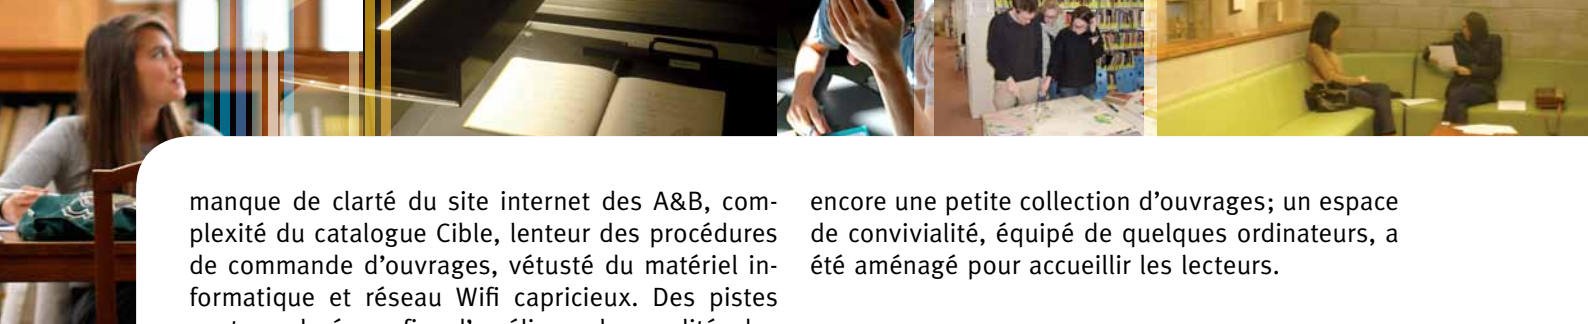 manque de clarté du site internet des A&B, com-
plexité du catalogue Cible, lenteur des procédures
de commande d'ouvrages, vétusté du matériel in-
formatique et réseau Wifi capricieux. Des pistes
encore une petite collection d'ouvrages; un espace
de convivialité, équipé de quelques ordinateurs, a
été aménagé pour accueillir les lecteurs.